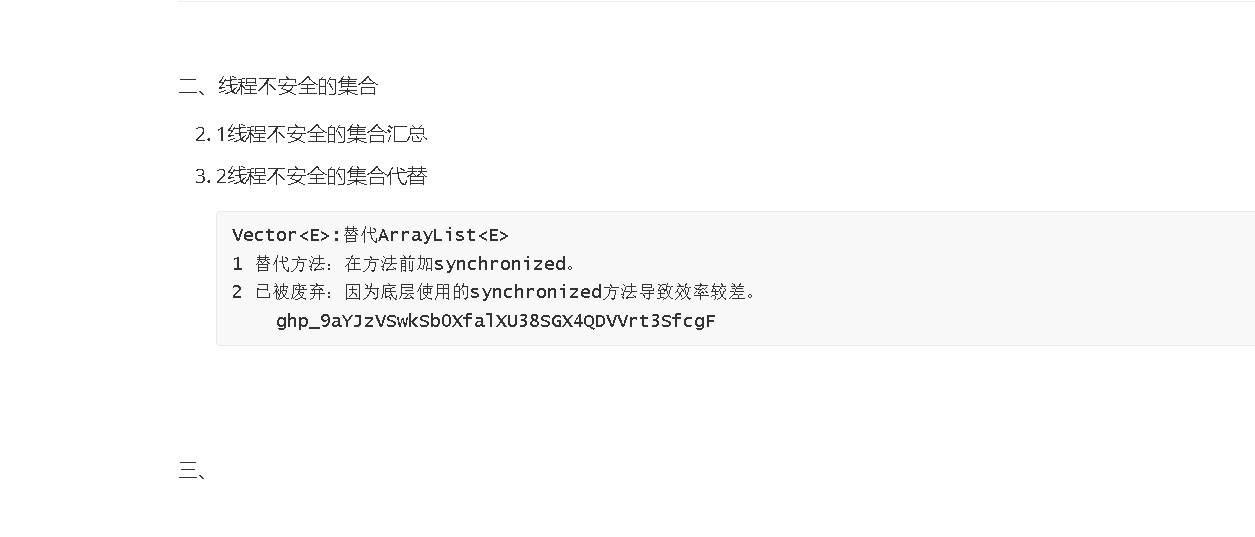 二、线程不安全的集合
2. 1线程不安全的集合汇总
3. 2线程不安全的集合代替
Vector<E>:替代ArrayList<E>
1 替代方法：在方法前加synchronized。
2 已被废弃：因为底层使用的synchronized方法导致效率较差。
三、